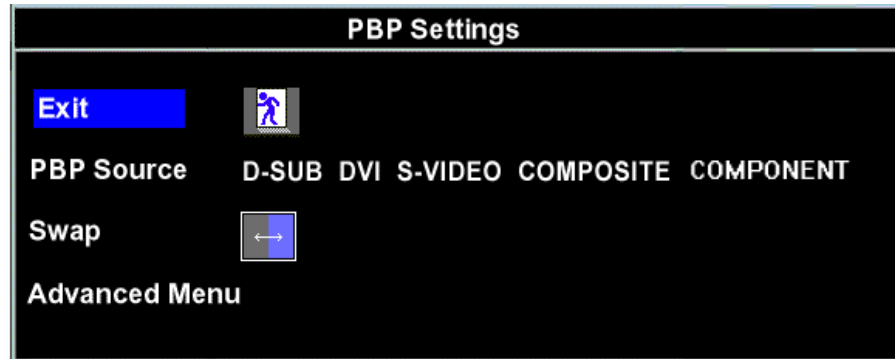 PBP Settings
Exit
PBP Source D-SUB DVI S-VIDEO COMPOSITE COMPONENT
Swap
Advanced Menu